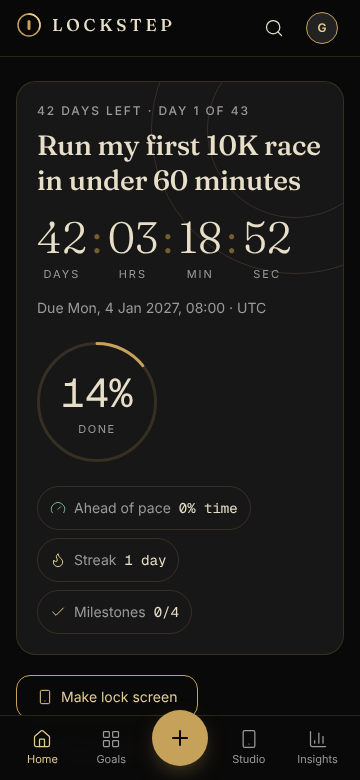 LOCKSTEP
G
42 DAYS LEFT · DAY 1 OF 43
Run my first 10K race
in under 60 minutes
42 : 03 : 18 : 52
DAYS HRS MIN SEC
Due Mon, 4 Jan 2027, 08:00 · UTC
14%
DONE
Ahead of pace 0% time
Streak 1 day
Milestones 0/4
Make lock screen
Home Goals Studio Insights